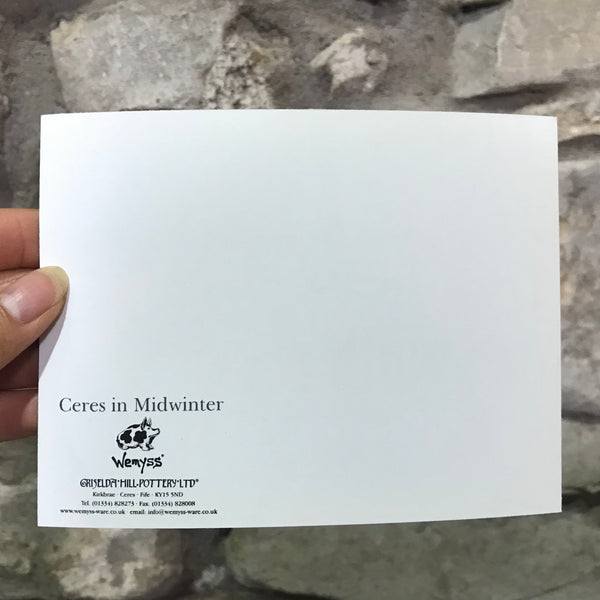 Ceres in Midwinter
Wemyss®
GRISELDA·HILL·POTTERY·LTD®
Kirkbrae · Ceres · Fife · KY15 5ND
Tel. (01334) 828273 · Fax. (01334) 828008
www.wemyss-ware.co.uk · email: info@wemyss-ware.co.uk